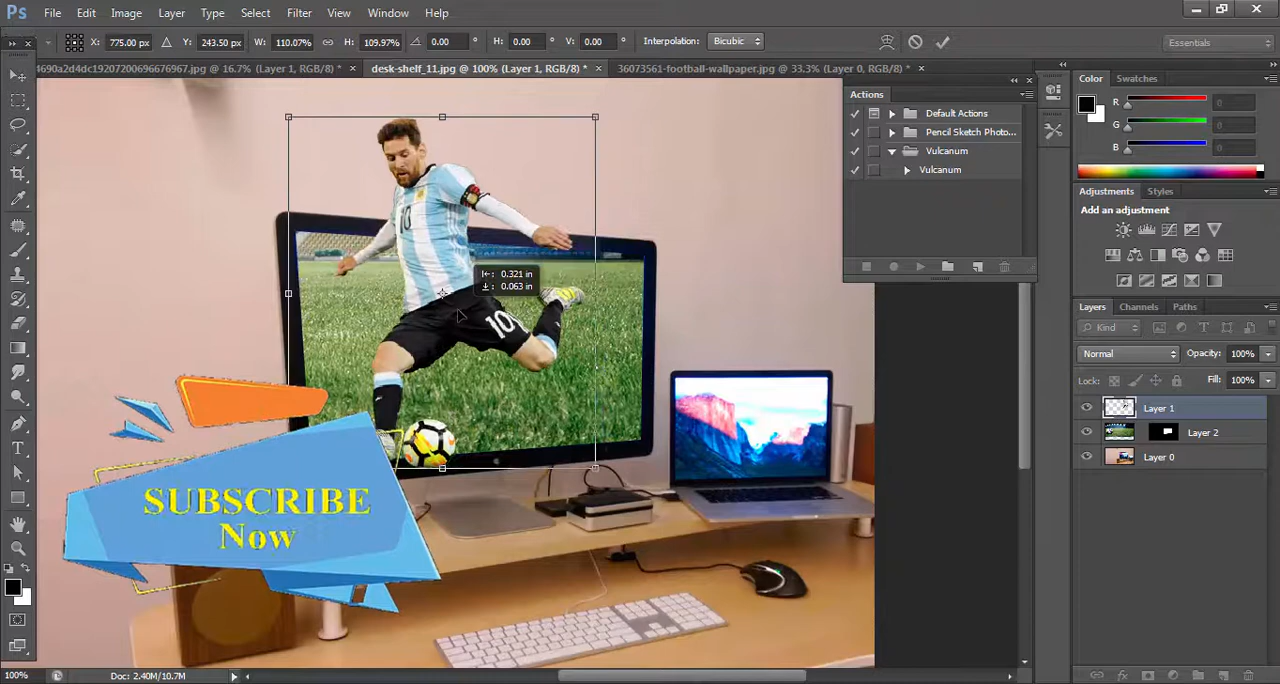 Ps File Edit Image Layer Type Select Filter View Window Help
X: 775.00 px Y: 243.50 px W: 110.07% H: 109.97% 0.00 ° H: 0.00 ° V: 0.00 ° Interpolation: Bicubic Essentials
4690a2d4dc19207200696676967.jpg @ 16.7% (Layer 1, RGB/8) * × desk-shelf_11.jpg @ 100% (Layer 1, RGB/8) * × 36073561-football-wallpaper.jpg @ 33.3% (Layer 0, RGB/8) * ×
Actions
Default Actions
Pencil Sketch Photo...
Vulcanum
Vulcanum
Color Swatches
R 0
G 0
B 0
Adjustments Styles
Add an adjustment
Layers Channels Paths
Kind
Normal Opacity: 100%
Lock: Fill: 100%
Layer 1
Layer 2
Layer 0
10
0.321 in
0.063 in
10
SUBSCRIBE
Now
100% Doc: 2.40M/10.7M